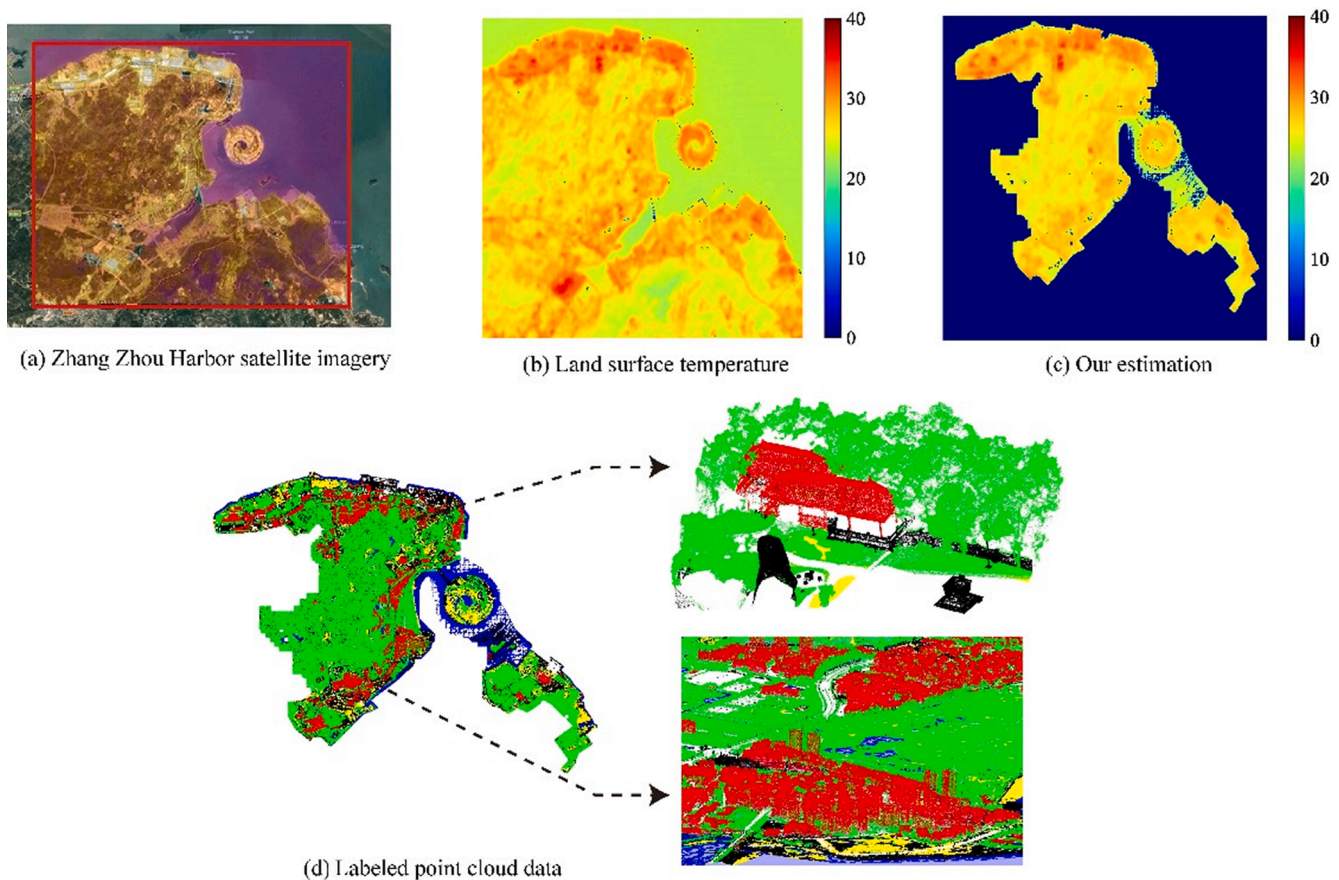 40
30
20
10
0
40
30
20
10
0
(a) Zhang Zhou Harbor satellite imagery
(b) Land surface temperature
(c) Our estimation
(d) Labeled point cloud data